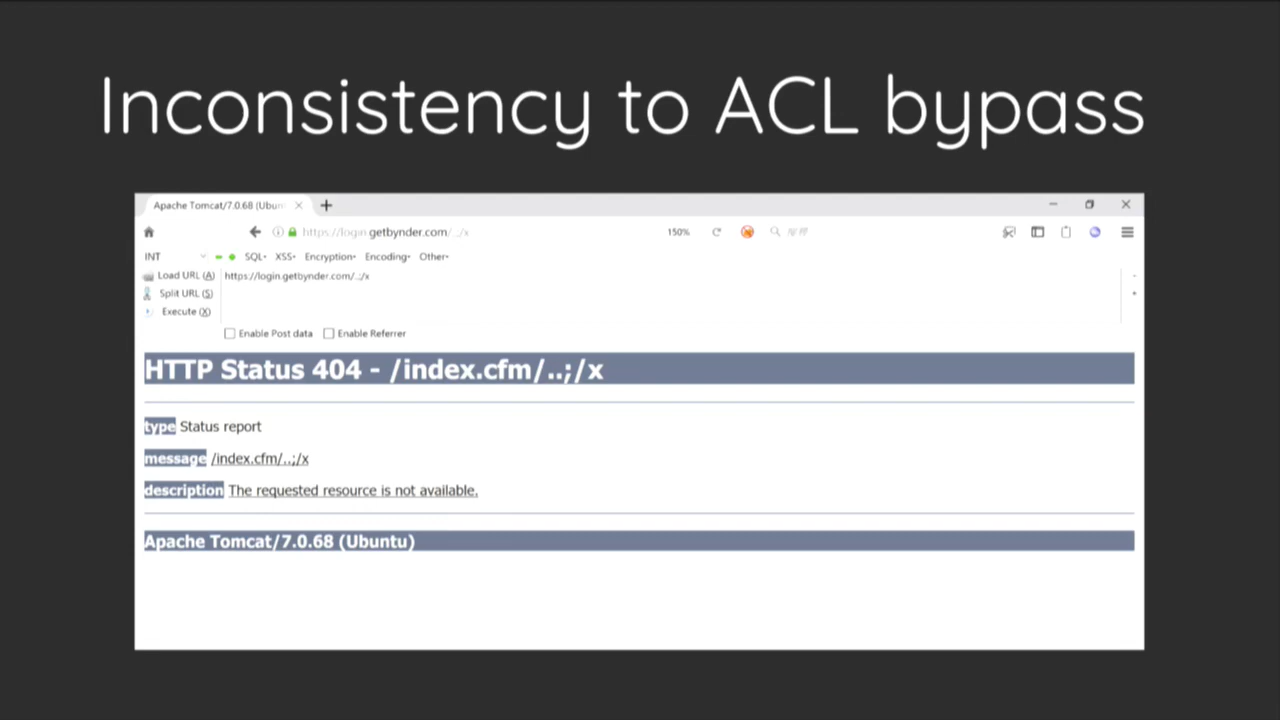 Inconsistency to ACL bypass
Apache Tomcat/7.0.68 (Ubun
https://login.getbynder.com/..;/x
150%
INT SQL- XSS- Encryption- Encoding- Other-
Load URL (A) https://login.getbynder.com/..;/x
Split URL (S)
Execute (X)
Enable Post data Enable Referrer
HTTP Status 404 - /index.cfm/..;/x
type Status report
message /index.cfm/..;/x
description The requested resource is not available.
Apache Tomcat/7.0.68 (Ubuntu)